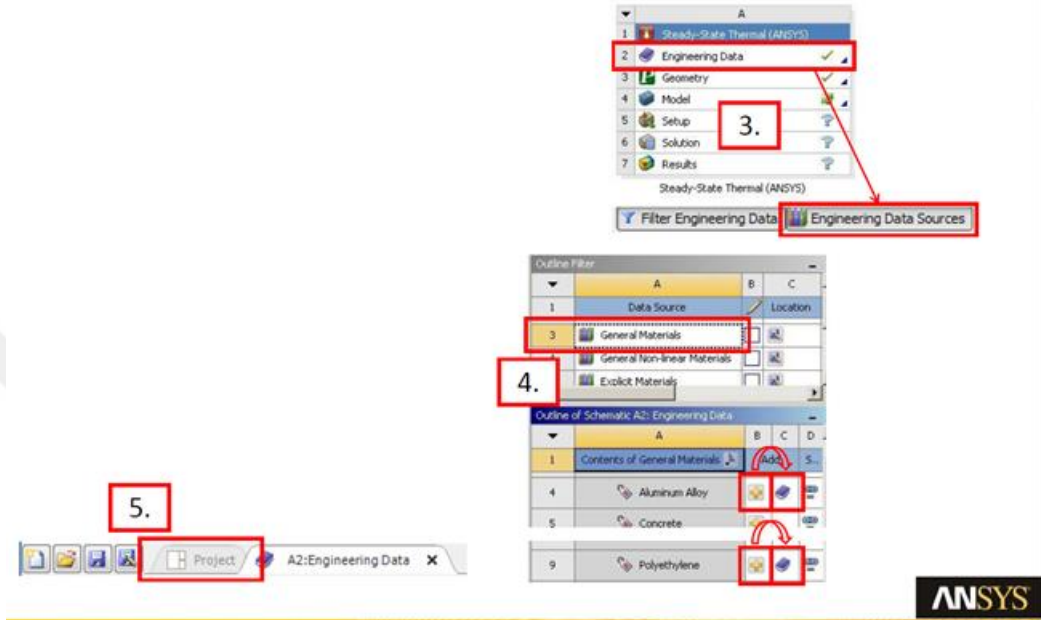 A
1 Steady-State Thermal (ANSYS)
2 Engineering Data
3 Geometry
4 Model
5 Setup
6 Solution
7 Results
3.
Steady-State Thermal (ANSYS)
Filter Engineering Data Engineering Data Sources
Outline Filter
A B C
1 Data Source Location
3 General Materials
General Non-linear Materials
Explicit Materials
4.
Outline of Schematic A2: Engineering Data
A B C D
1 Contents of General Materials Add S...
4 Aluminum Alloy
5 Concrete
9 Polyethylene
5.
Project A2:Engineering Data
ANSYS